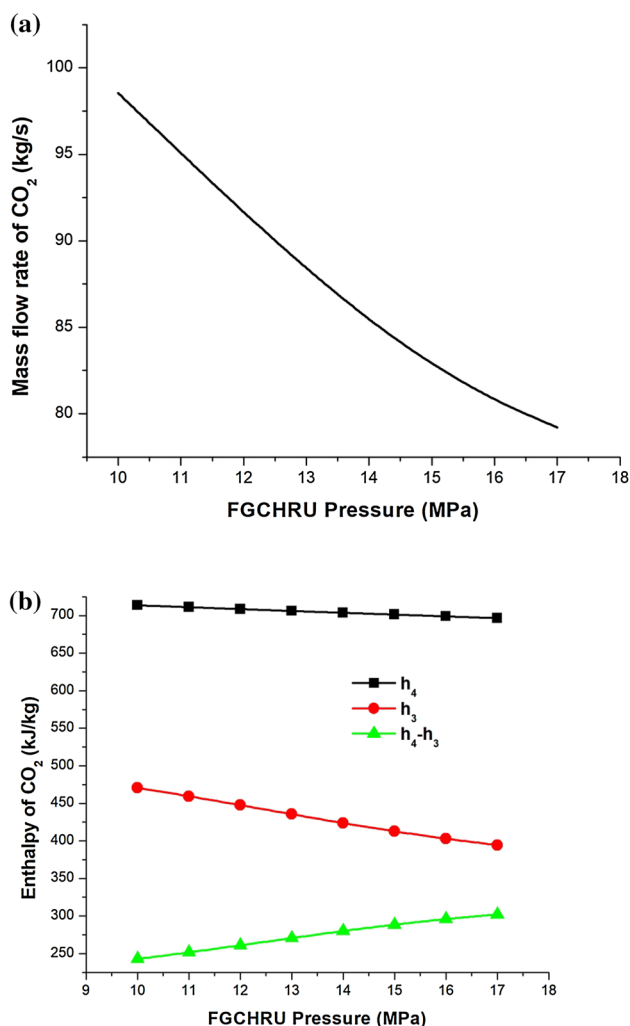 (a)
100
95
90
85
80
Mass flow rate of CO₂ (kg/s)
10 11 12 13 14 15 16 17 18
FGCHRU Pressure (MPa)
(b)
700
650
600
550
500
450
400
350
300
250
Enthalpy of CO₂ (kJ/kg)
h₄
h₃
h₄-h₃
9 10 11 12 13 14 15 16 17 18
FGCHRU Pressure (MPa)